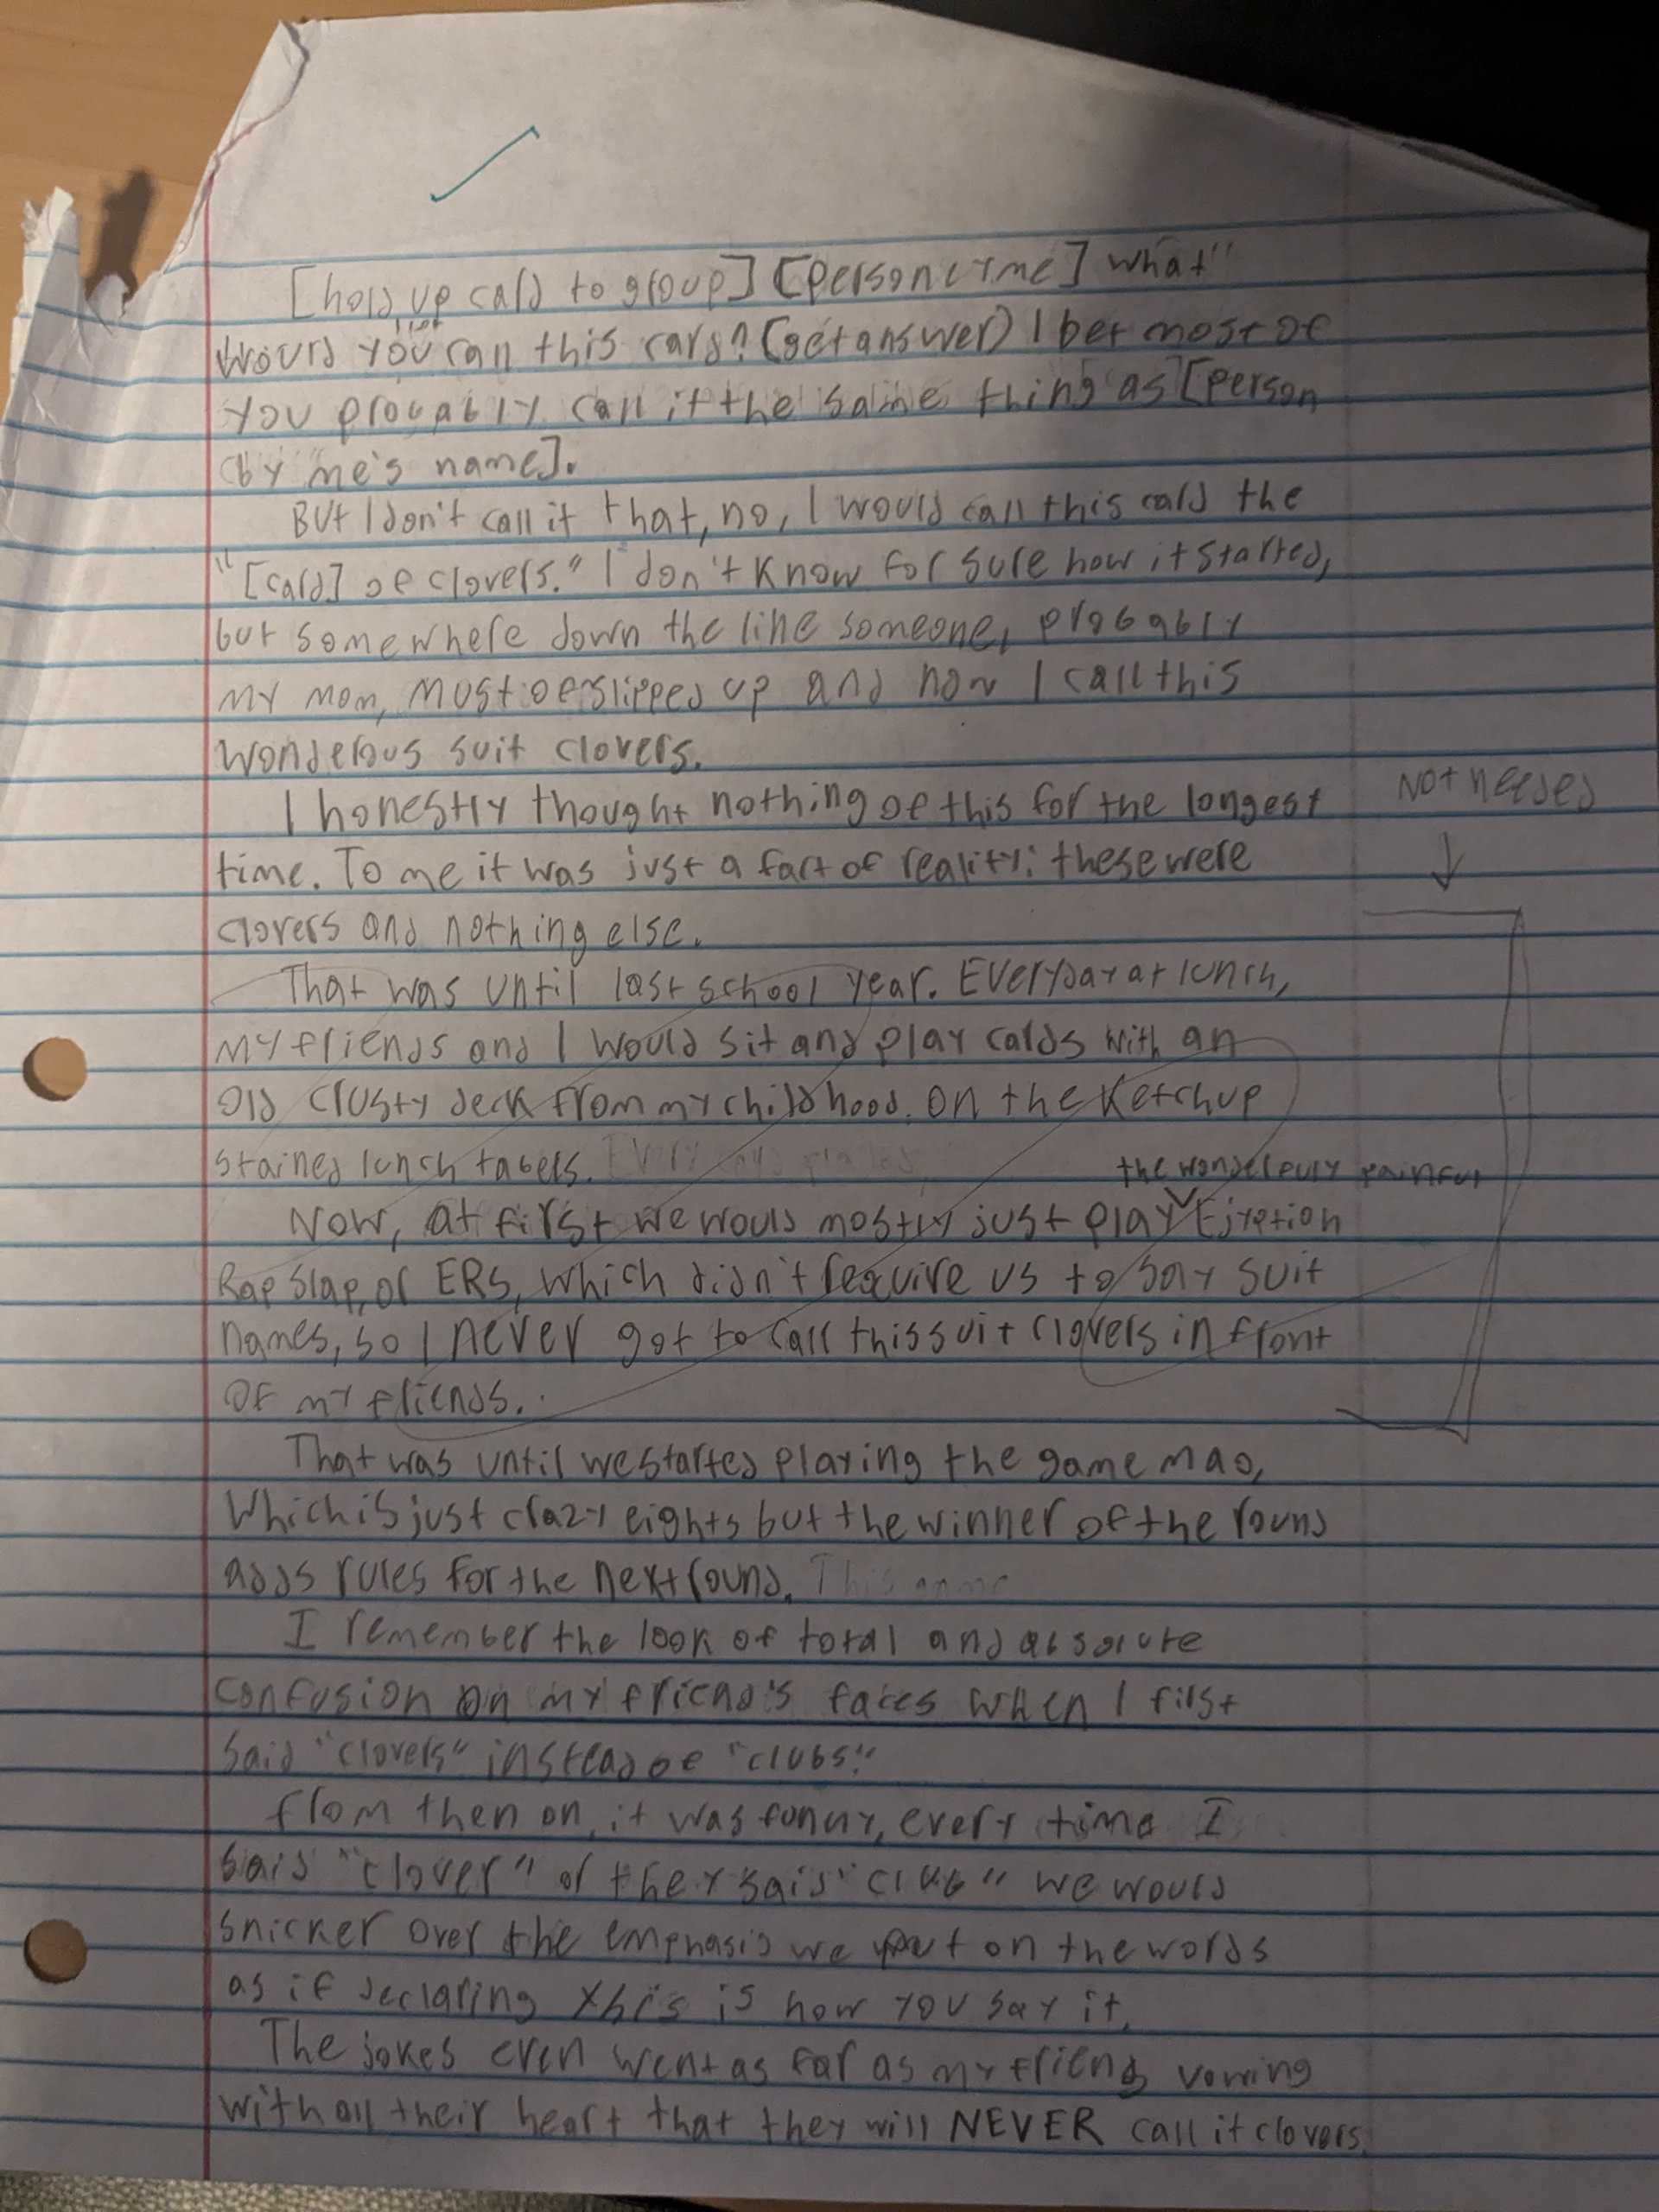 [hold up card to group] [person by me] what
would you call this card? (get answer) I bet most of
you probably call it the same thing as [person
by me's name].
But I don't call it that, no, I would call this card the
"[card] of clovers." I don't know for sure how it started,
but somewhere down the line someone, probably
my mom, must of slipped up and now I call this
wonderous suit clovers.
I honestly thought nothing of this for the longest
time. To me it was just a fact of reality: these were
clovers and nothing else.
Not needed
That was until last school year. Everyday at lunch,
my friends and I would sit and play cards with an
old crusty deck from my childhood. on the ketchup
stained lunch tabels.
the wonderfuly painful
Now, at first we would mostly just play Ejyption
Rap Slap, or ERS, which didn't require us to say suit
names, so I never got to call this suit clovers in front
of my friends.
That was until we started playing the game mao,
which is just crazy eights but the winner of the round
adds rules for the next round. This game
I remember the look of total and absolute
confusion on my friend's faces when I first
said "clovers" instead of "clubs"
from then on, it was funny, every time I
said "clover" or they said "club" we would
snicker over the emphasis we put on the words
as if declaring this is how you say it.
The jokes even went as far as my friends vowing
with all their heart that they will NEVER call it clovers.